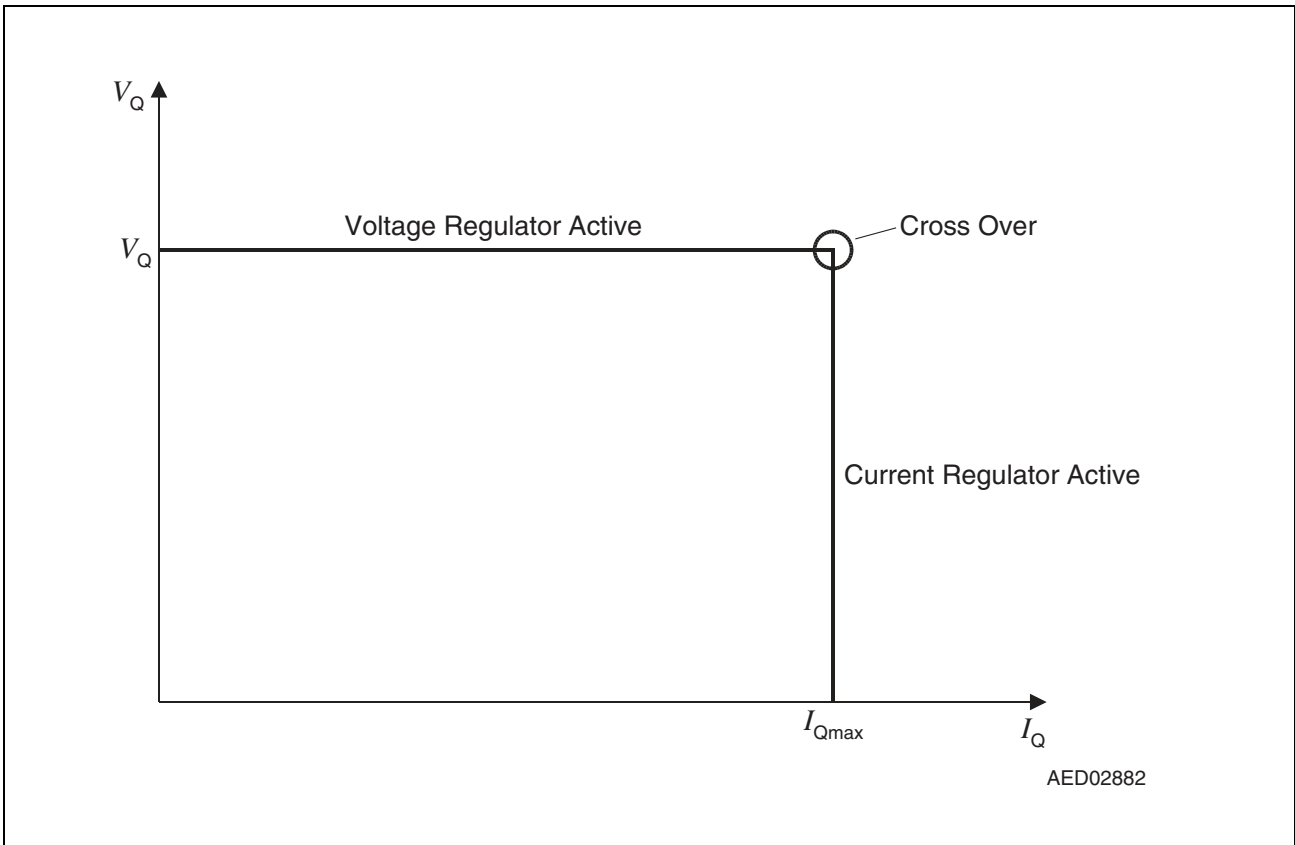 VQ
Voltage Regulator Active
Cross Over
VQ
Current Regulator Active
IQmax
IQ
AED02882